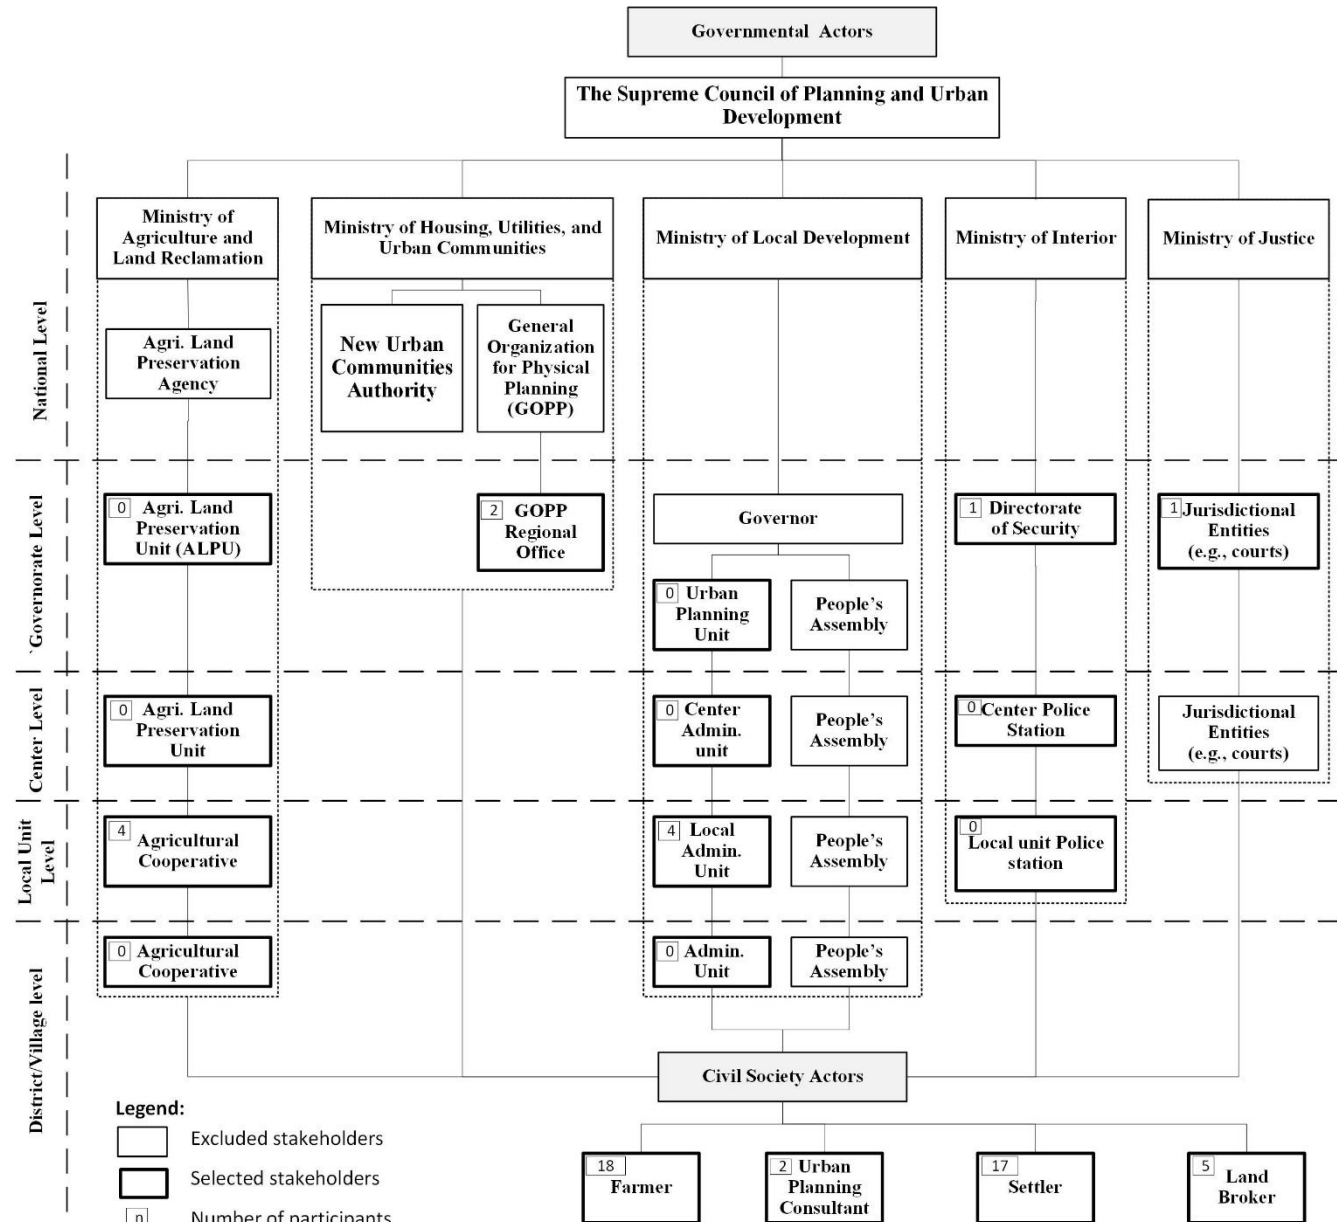 Governmental Actors
The Supreme Council of Planning and Urban
Development
Ministry of
Agriculture and
Land Reclamation
Ministry of Housing, Utilities, and
Urban Communities
Ministry of Local Development
Ministry of Interior
Ministry of Justice
National Level
Agri. Land
Preservation
Agency
New Urban
Communities
Authority
General
Organization
for Physical
Planning
(GOPP)
`Governorate Level
0
Agri. Land
Preservation
Unit (ALPU)
2
GOPP
Regional
Office
Governor
1
Directorate
of Security
1
Jurisdictional
Entities
(e.g., courts)
0
Urban
Planning
Unit
People's
Assembly
Center Level
0
Agri. Land
Preservation
Unit
0
Center
Admin.
unit
People's
Assembly
0
Center Police
Station
Jurisdictional
Entities
(e.g., courts)
Local Unit
Level
4
Agricultural
Cooperative
4
Local
Admin.
Unit
People's
Assembly
0
Local unit Police
station
District/Village level
0
Agricultural
Cooperative
0
Admin.
Unit
People's
Assembly
Civil Society Actors
Legend:
Excluded stakeholders
Selected stakeholders
n
Number of participants
18
Farmer
2
Urban
Planning
Consultant
17
Settler
5
Land
Broker